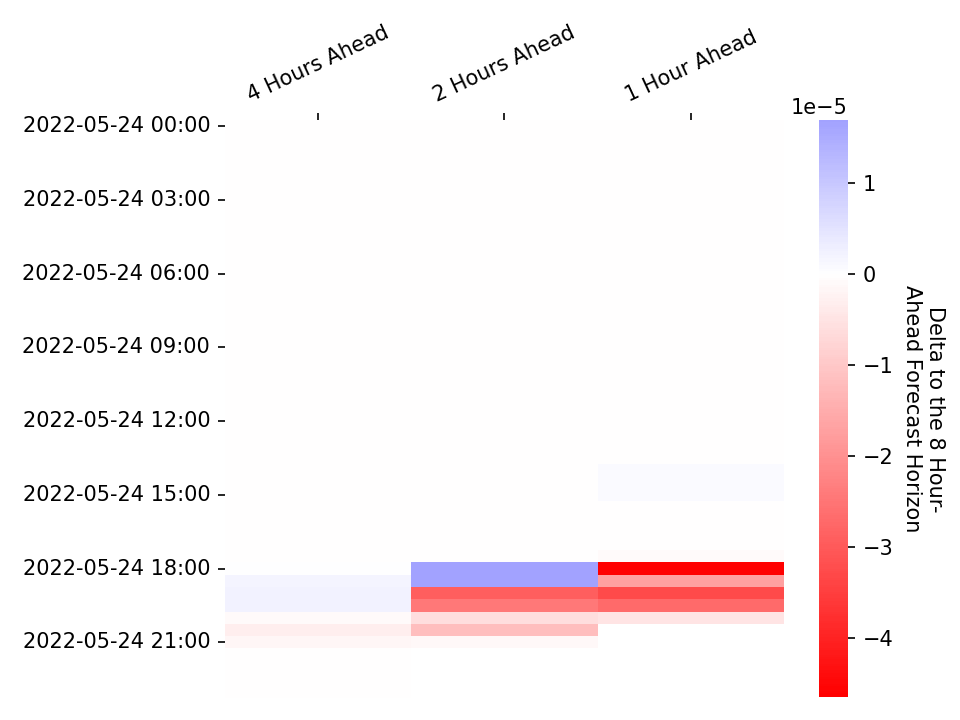 4 Hours Ahead
2 Hours Ahead
1 Hour Ahead
1e−5
2022-05-24 00:00
2022-05-24 03:00
2022-05-24 06:00
2022-05-24 09:00
2022-05-24 12:00
2022-05-24 15:00
2022-05-24 18:00
2022-05-24 21:00
1
0
−1
−2
−3
−4
Delta to the 8 Hour-
Ahead Forecast Horizon